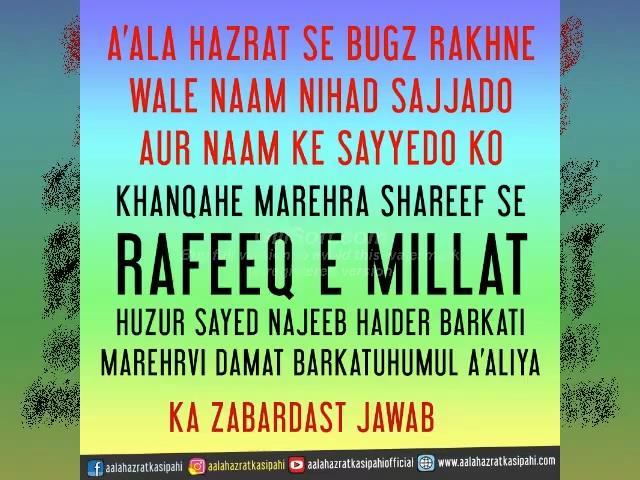 A'ALA HAZRAT SE BUGZ RAKHNE
WALE NAAM NIHAD SAJJADO
AUR NAAM KE SAYYEDO KO
KHANQAHE MAREHRA SHAREEF SE
RAFEEQ E MILLAT
HUZUR SAYED NAJEEB HAIDER BARKATI
MAREHRVI DAMAT BARKATUHUMUL A'ALIYA
KA ZABARDAST JAWAB
aalahazratkasipahi aalahazratkasipahi aalahazratkasipahiofficial www.aalahazratkasipahi.com